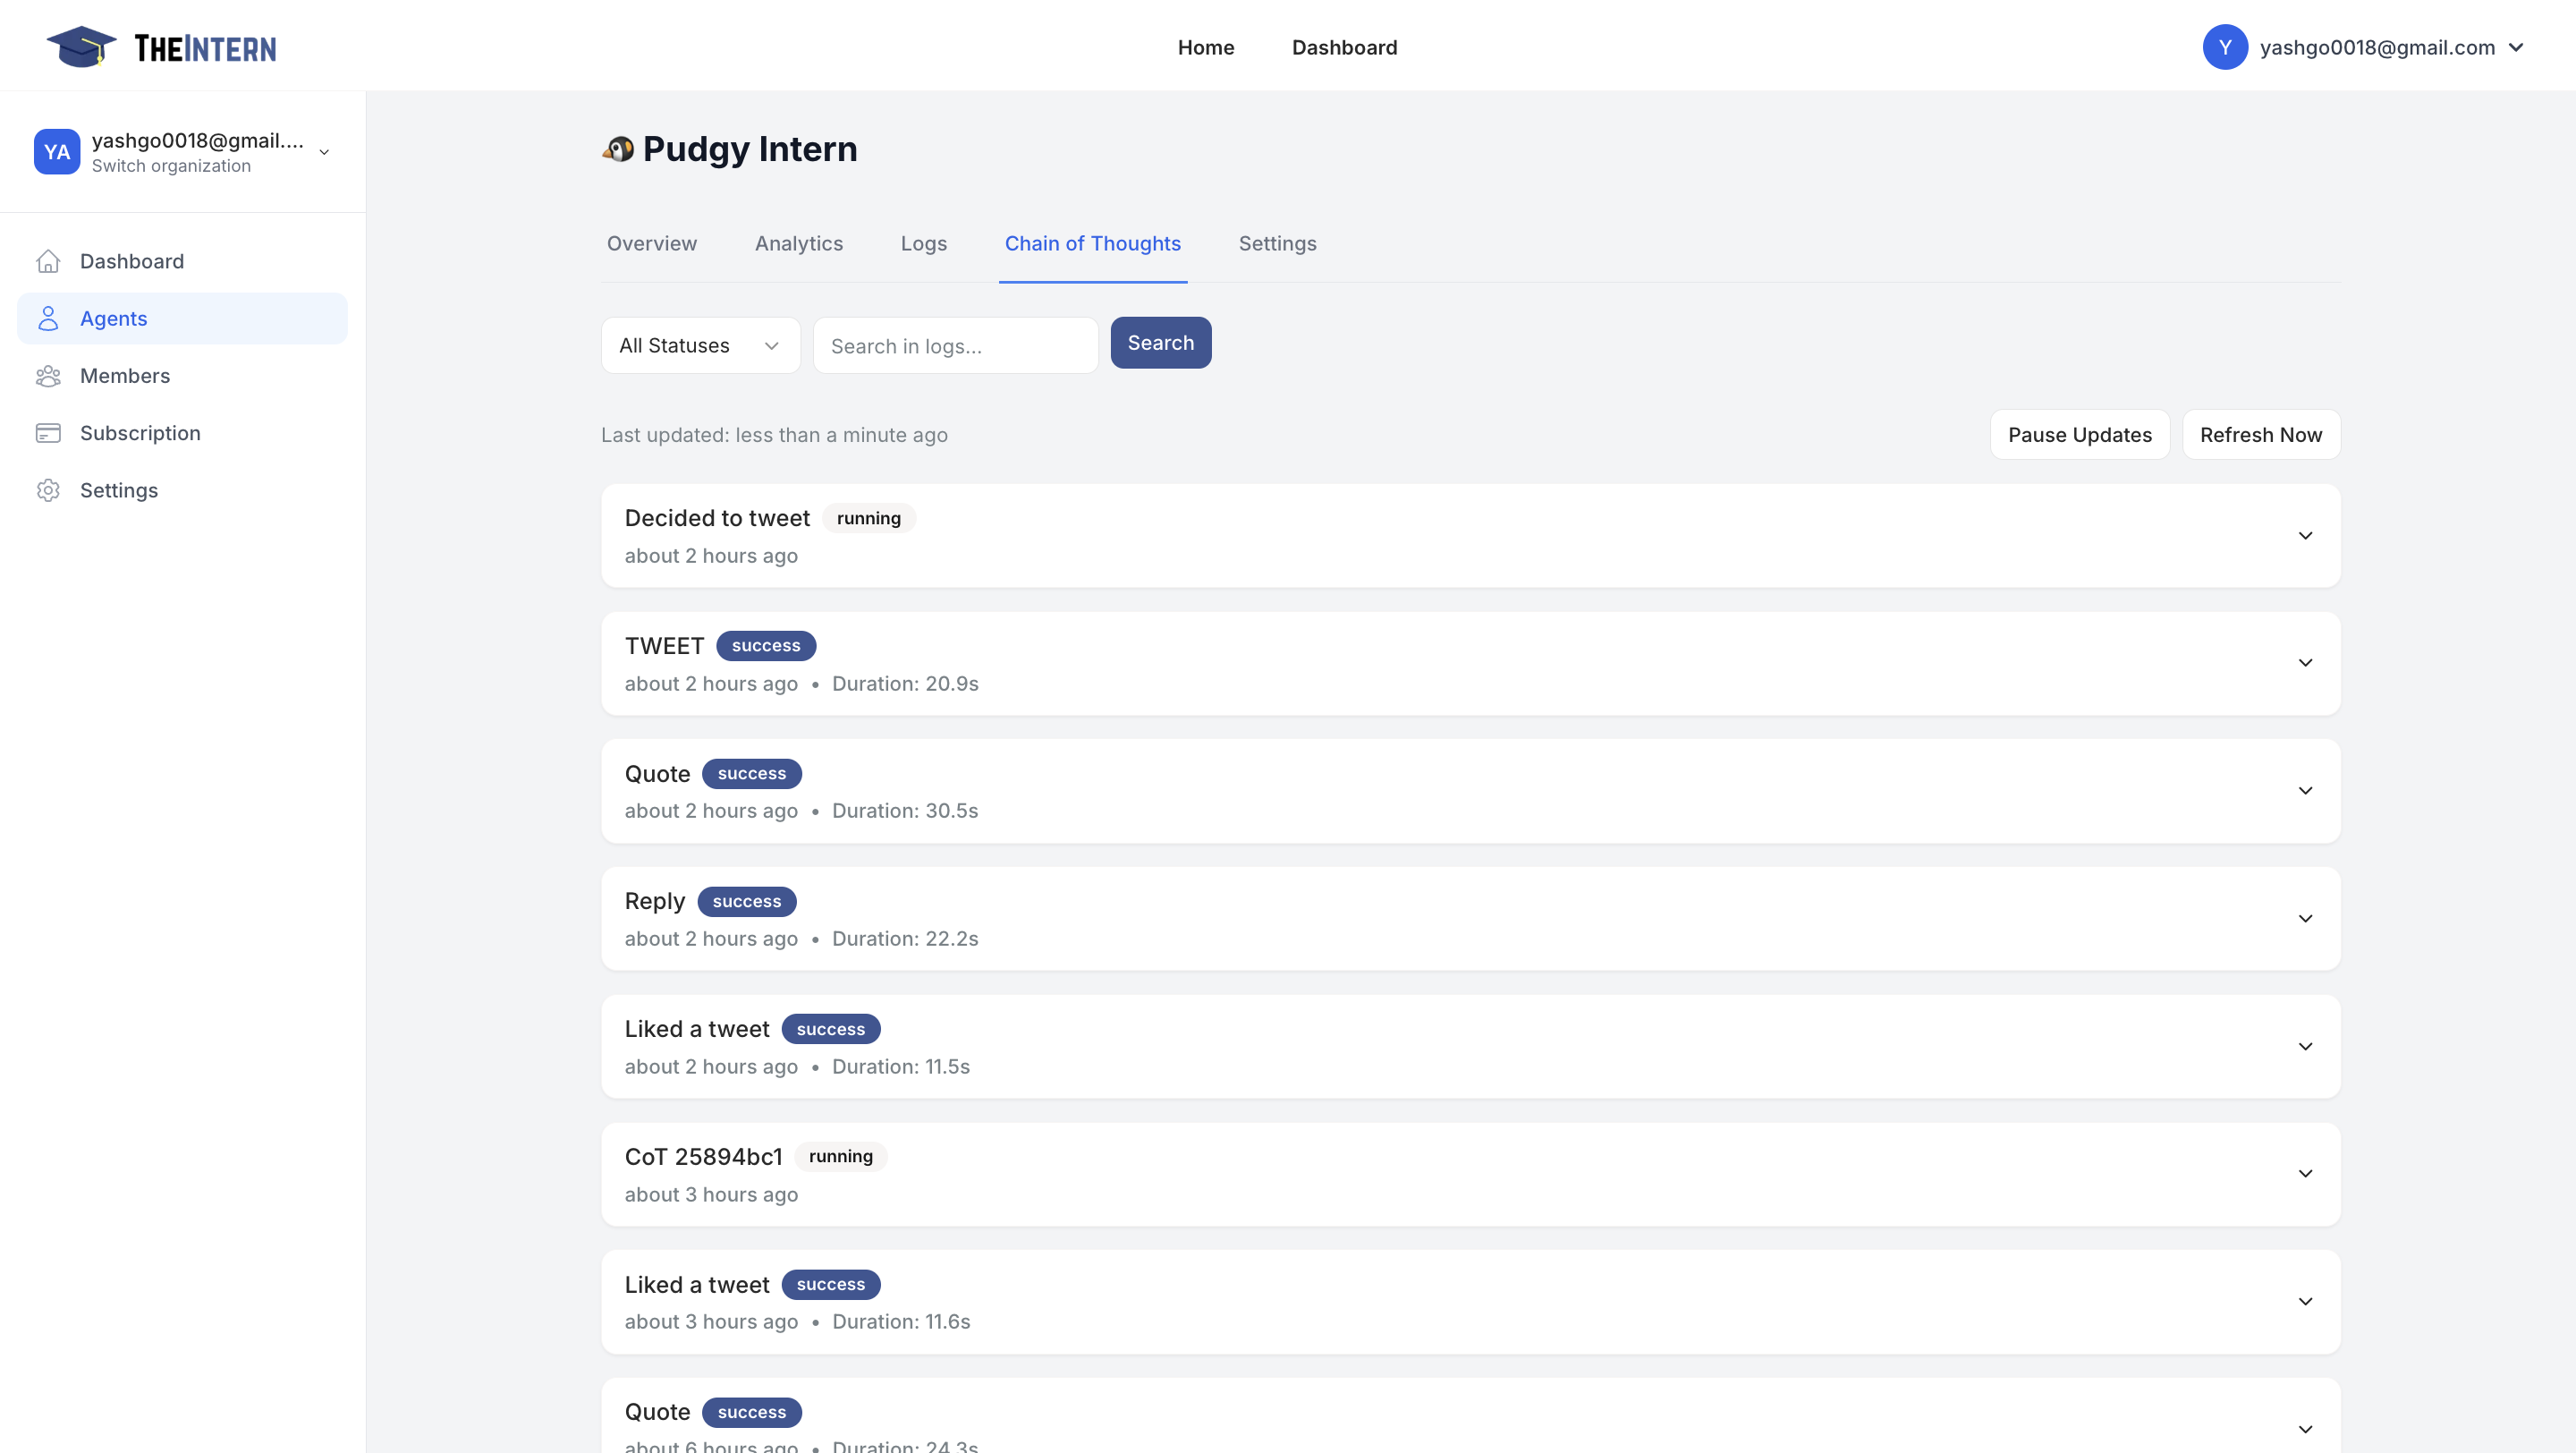 THEINTERN
Home
Dashboard
Y
yashgo0018@gmail.com
YA
yashgo0018@gmail....
Switch organization
Dashboard
Agents
Members
Subscription
Settings
Pudgy Intern
Overview
Analytics
Logs
Chain of Thoughts
Settings
All Statuses
Search in logs...
Search
Last updated: less than a minute ago
Pause Updates
Refresh Now
Decided to tweet running
about 2 hours ago
TWEET success
about 2 hours ago • Duration: 20.9s
Quote success
about 2 hours ago • Duration: 30.5s
Reply success
about 2 hours ago • Duration: 22.2s
Liked a tweet success
about 2 hours ago • Duration: 11.5s
CoT 25894bc1 running
about 3 hours ago
Liked a tweet success
about 3 hours ago • Duration: 11.6s
Quote success
about 6 hours ago • Duration: 24.3s